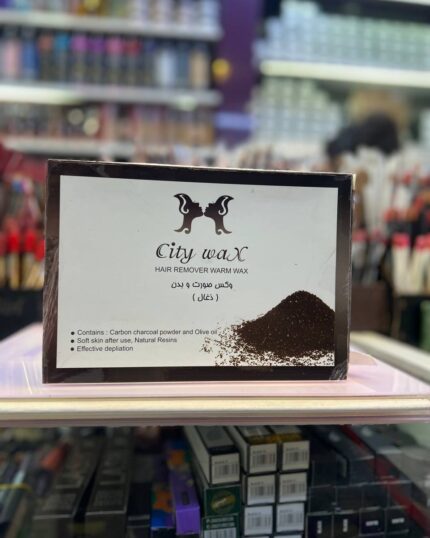 City waX
HAIR REMOVER WARM WAX
وکس صورت و بدن
( ذغال )
● Contains : Carbon charcoal powder and Olive oil
● Soft skin after use, Natural Resins
● Effective depliation